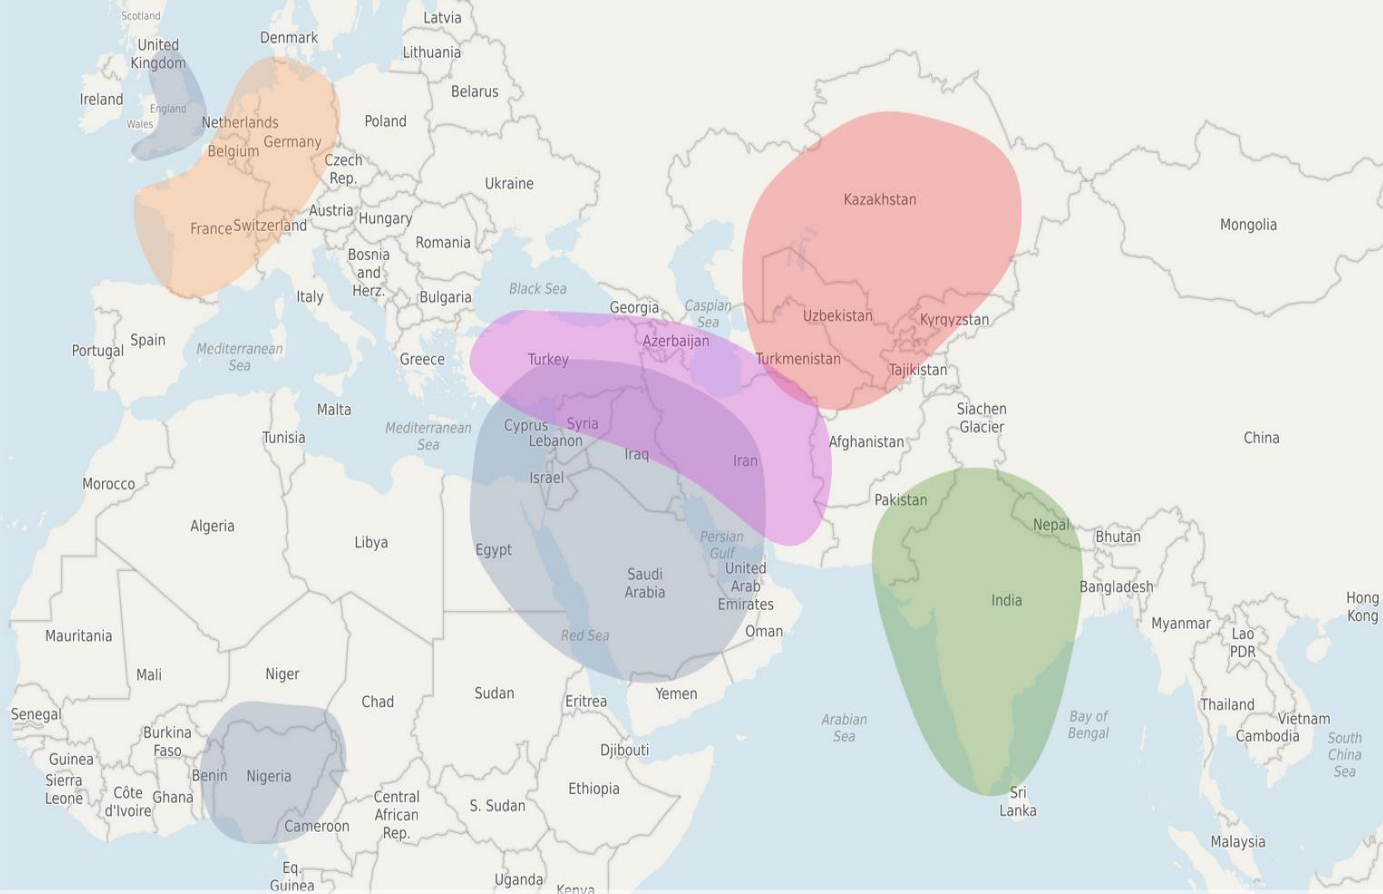 Scotland
Latvia
Denmark
United
Kingdom
Lithuania
Ireland
England
Wales
Netherlands
Belgium
Germany
Poland
Belarus
Czech
Rep.
Ukraine
Kazakhstan
Mongolia
France
Switzerland
Austria
Hungary
Romania
Bosnia
and
Herz.
Italy
Bulgaria
Black Sea
Georgia
Caspian
Sea
Uzbekistan
Kyrgyzstan
Portugal
Spain
Mediterranean
Sea
Greece
Turkey
Azerbaijan
Turkmenistan
Tajikistan
Malta
Tunisia
Mediterranean
Sea
Cyprus
Syria
Lebanon
Iraq
Iran
Afghanistan
Siachen
Glacier
China
Morocco
Israel
Pakistan
Algeria
Libya
Egypt
Persian
Gulf
Nepal
Bhutan
Saudi
Arabia
United
Arab
Emirates
India
Bangladesh
Hong
Kong
Mauritania
Mali
Niger
Red Sea
Oman
Myanmar
Lao
PDR
Chad
Sudan
Eritrea
Yemen
Senegal
Burkina
Faso
Arabian
Sea
Bay of
Bengal
Thailand
Vietnam
Cambodia
South
China
Sea
Guinea
Sierra
Leone
Côte
d'Ivoire
Ghana
Benin
Nigeria
Cameroon
Central
African
Rep.
S. Sudan
Djibouti
Ethiopia
Sri
Lanka
Malaysia
Eq.
Guinea
Uganda
Kenya